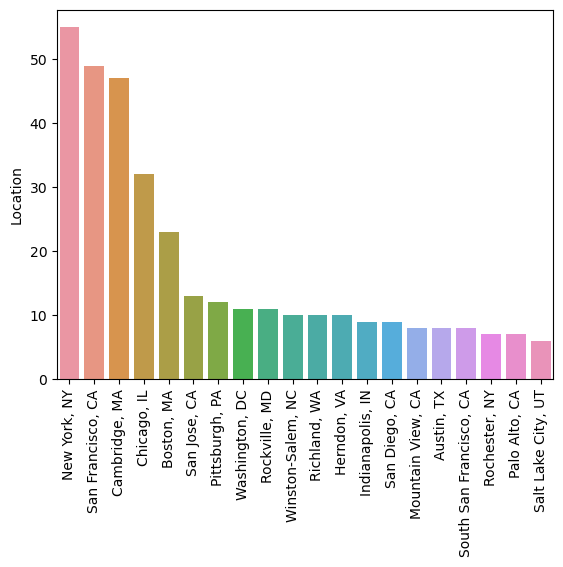 50
40
30
20
10
0
Location
New York, NY
San Francisco, CA
Cambridge, MA
Chicago, IL
Boston, MA
San Jose, CA
Pittsburgh, PA
Washington, DC
Rockville, MD
Winston-Salem, NC
Richland, WA
Herndon, VA
Indianapolis, IN
San Diego, CA
Mountain View, CA
Austin, TX
South San Francisco, CA
Rochester, NY
Palo Alto, CA
Salt Lake City, UT